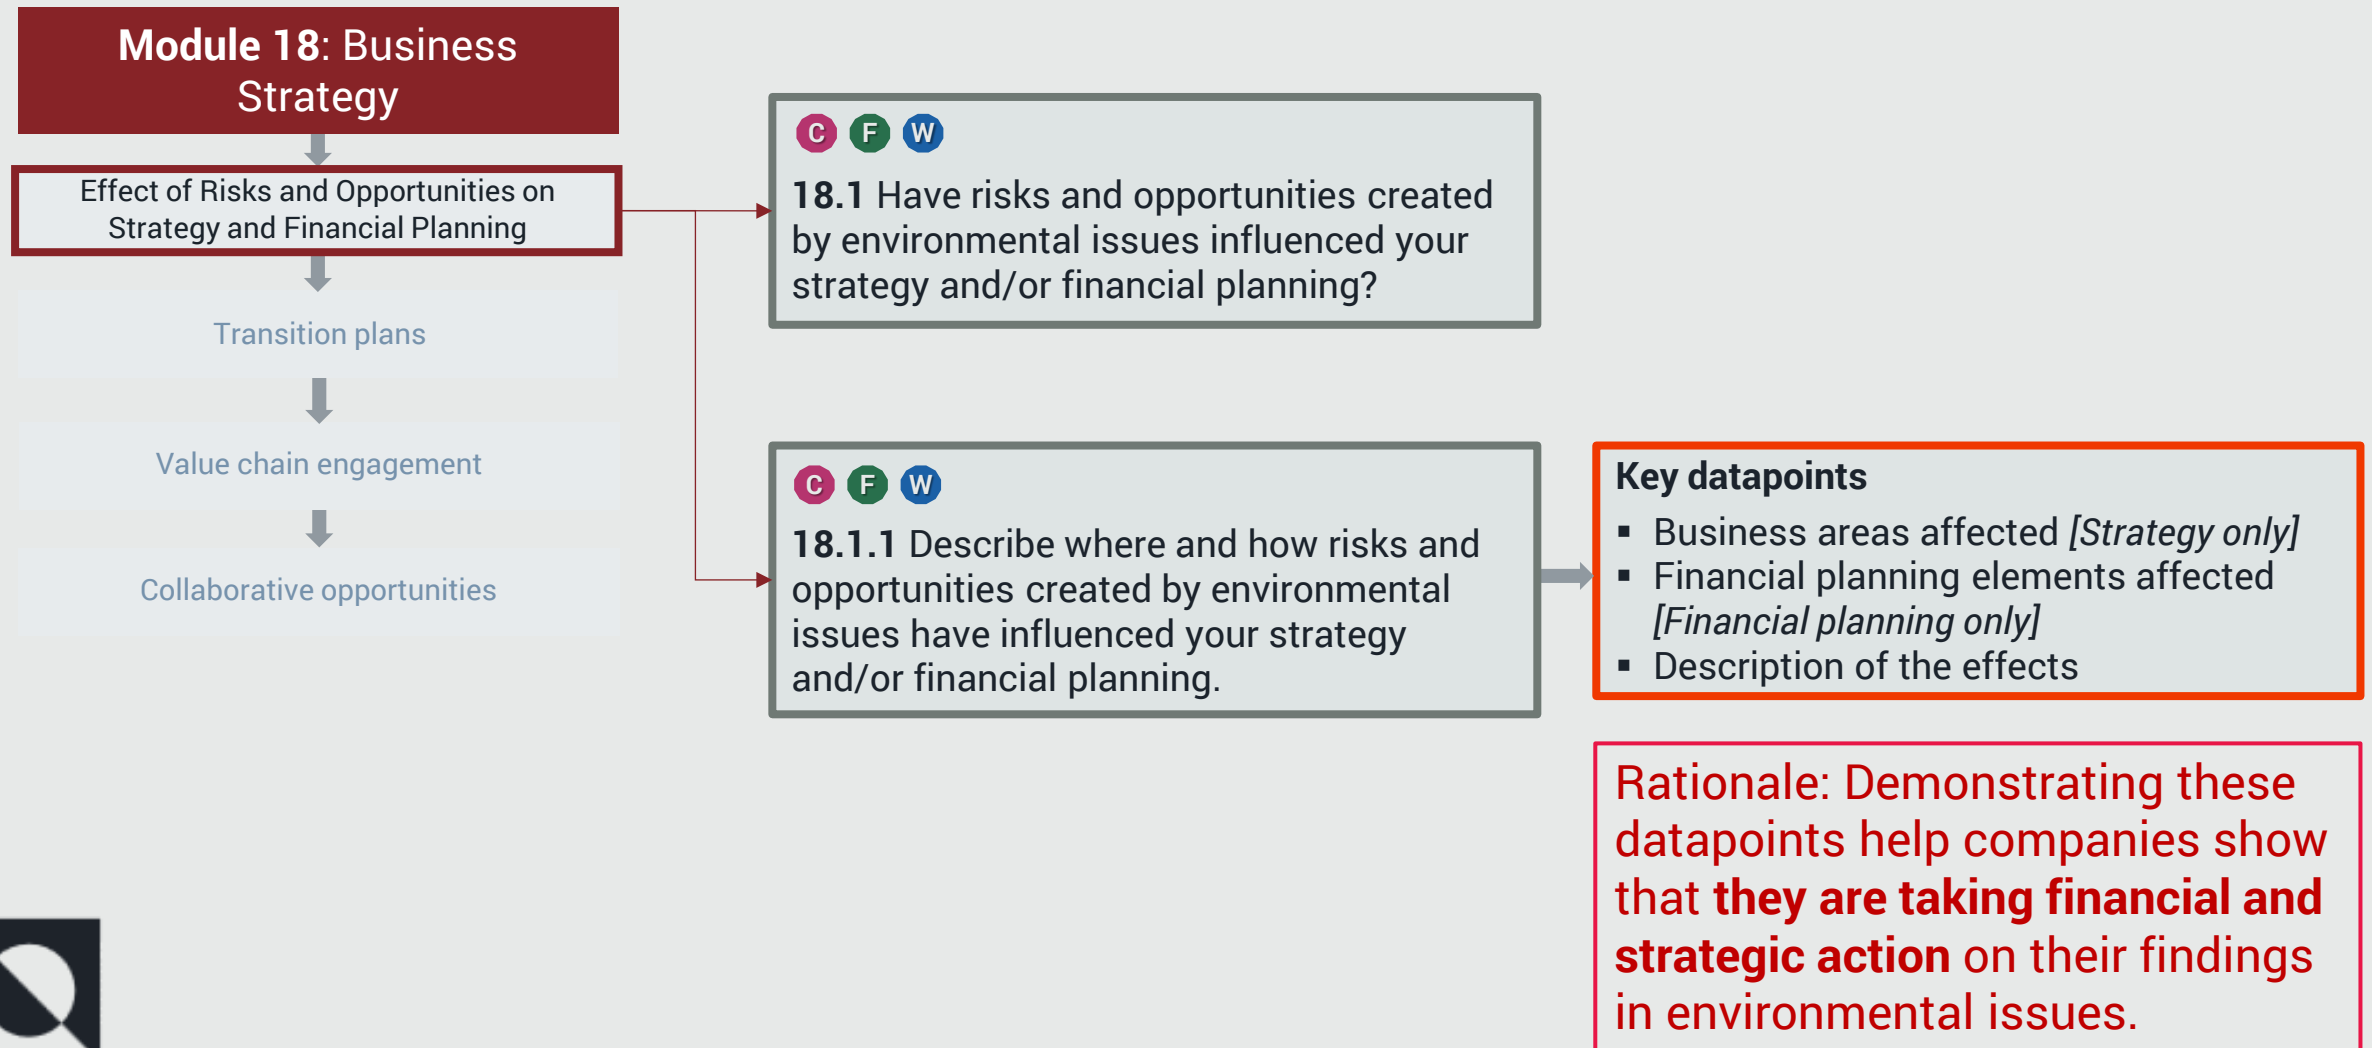 Module 18: Business
Strategy
Effect of Risks and Opportunities on
Strategy and Financial Planning
Transition plans
Value chain engagement
Collaborative opportunities
C F W
18.1 Have risks and opportunities created
by environmental issues influenced your
strategy and/or financial planning?
C F W
18.1.1 Describe where and how risks and
opportunities created by environmental
issues have influenced your strategy
and/or financial planning.
Key datapoints
▪ Business areas affected [Strategy only]
▪ Financial planning elements affected
[Financial planning only]
▪ Description of the effects
Rationale: Demonstrating these
datapoints help companies show
that they are taking financial and
strategic action on their findings
in environmental issues.